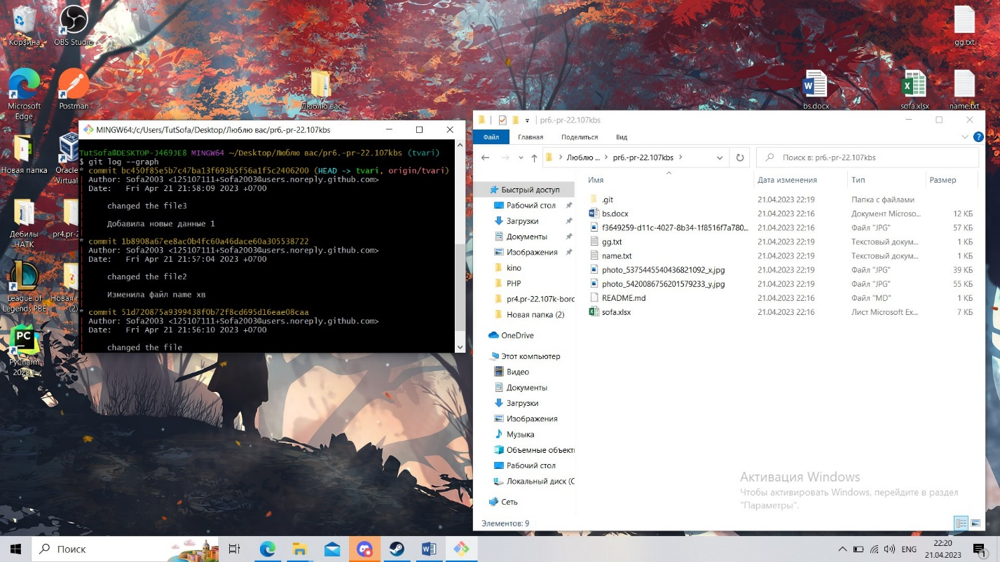 Корзина
OBS Studio
gg.txt
Microsoft Edge
Postman
Люблю вас
bs.docx
sofa.xlsx
name.txt
Новая папка
Oracle
Virtual
Дебилы НАТК
pr4.pr-2
League of Legends PBE
Новая п
(2)
PC
PyCharm
MINGW64:/c/Users/TutSofa/Desktop/Люблю вас/pr6.-pr-22.107kbs
TutSofa@DESKTOP-J469JE8 MINGW64 ~/Desktop/Люблю вас/pr6.-pr-22.107kbs (tvari)
$ git log --graph
* commit bc450f85e5b7c47ba13f693b5f56a1f5c2406200 (HEAD -> tvari, origin/tvari)
| Author: Sofa2003 <125107111+Sofa2003@users.noreply.github.com>
| Date:   Fri Apr 21 21:58:09 2023 +0700
|
|     changed the file3
|
|     Добавила новые данные 1
|
* commit 1b8908a67ee8ac0b4fc60a46dace60a305538722
| Author: Sofa2003 <125107111+Sofa2003@users.noreply.github.com>
| Date:   Fri Apr 21 21:57:04 2023 +0700
|
|     changed the file2
|
|     Изменила файл name хв
|
* commit 51d720875a9399438f0b72f8cd695d16eae08caa
| Author: Sofa2003 <125107111+Sofa2003@users.noreply.github.com>
| Date:   Fri Apr 21 21:56:10 2023 +0700
|
|     changed the file
pr6.-pr-22.107kbs
Файл Главная Поделиться Вид
Люблю ... pr6.-pr-22.107kbs
Поиск в: pr6.-pr-22.107kbs
Быстрый доступ
Рабочий стол
Загрузки
Документы
Изображения
kino
PHP
pr4.pr-22.107k-borc
Новая папка (2)
OneDrive
Этот компьютер
Видео
Документы
Загрузки
Изображения
Музыка
Объемные объекті
Рабочий стол
Локальный диск (С
Сеть
Имя Дата изменения Тип Размер
.git 21.04.2023 22:19 Папка с файлами
bs.docx 21.04.2023 22:16 Документ Microso... 12 КБ
f3649259-d11c-4027-8b34-1f8516f7a780... 21.04.2023 22:16 Файл "JPG" 57 КБ
gg.txt 21.04.2023 22:19 Текстовый докум... 1 КБ
name.txt 21.04.2023 22:19 Текстовый докум... 1 КБ
photo_5375445540436821092_x.jpg 21.04.2023 22:19 Файл "JPG" 39 КБ
photo_5420086756201579233_y.jpg 21.04.2023 22:19 Файл "JPG" 55 КБ
README.md 21.04.2023 22:16 Файл "MD" 1 КБ
sofa.xlsx 21.04.2023 22:16 Лист Microsoft Ex... 7 КБ
Активация Windows
Чтобы активировать Windows, перейдите в раздел
"Параметры".
Элементов: 9
Поиск
ENG
22:20
21.04.2023
1